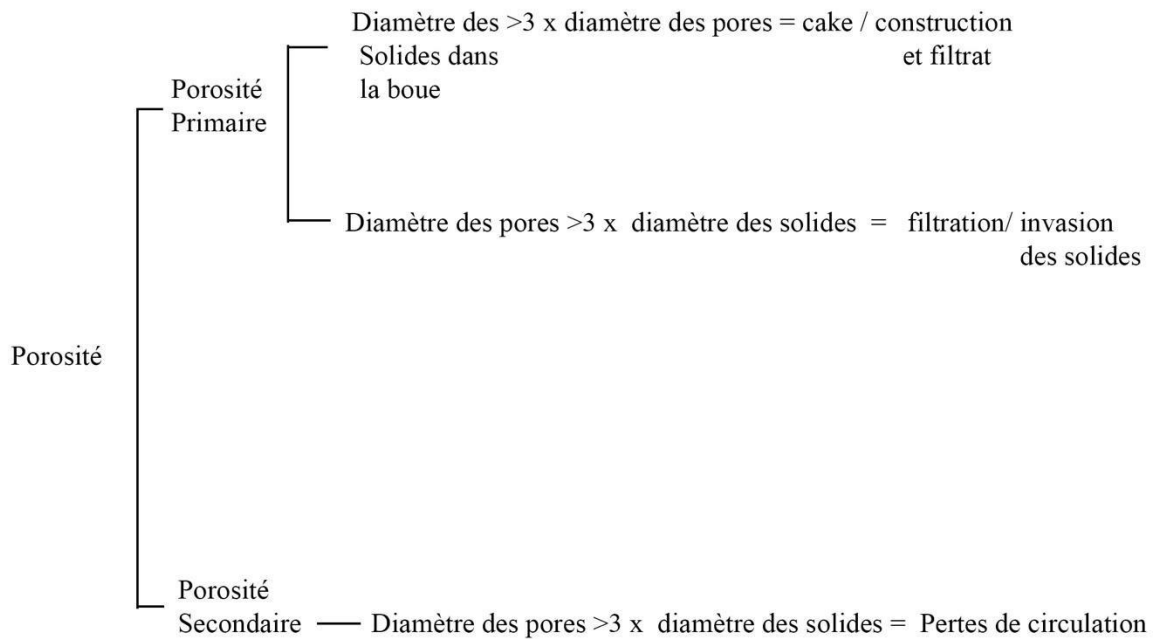 Diamètre des >3 x diamètre des pores = cake / construction
Solides dans et filtrat
la boue
Porosité
Primaire
Diamètre des pores >3 x diamètre des solides = filtration/ invasion
des solides
Porosité
Porosité
Secondaire
Diamètre des pores >3 x diamètre des solides = Pertes de circulation